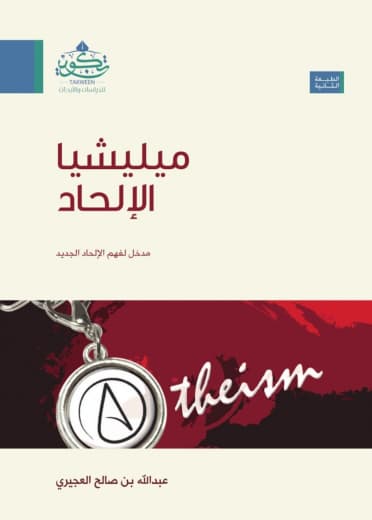 تكوين
TAKWEEN
للدراسات والأبحاث
الطبعة
الثانية
ميليشيا
الإلحاد
مدخل لفهم الإلحاد الجديد
A theism
عبدالله بن صالح العجيري